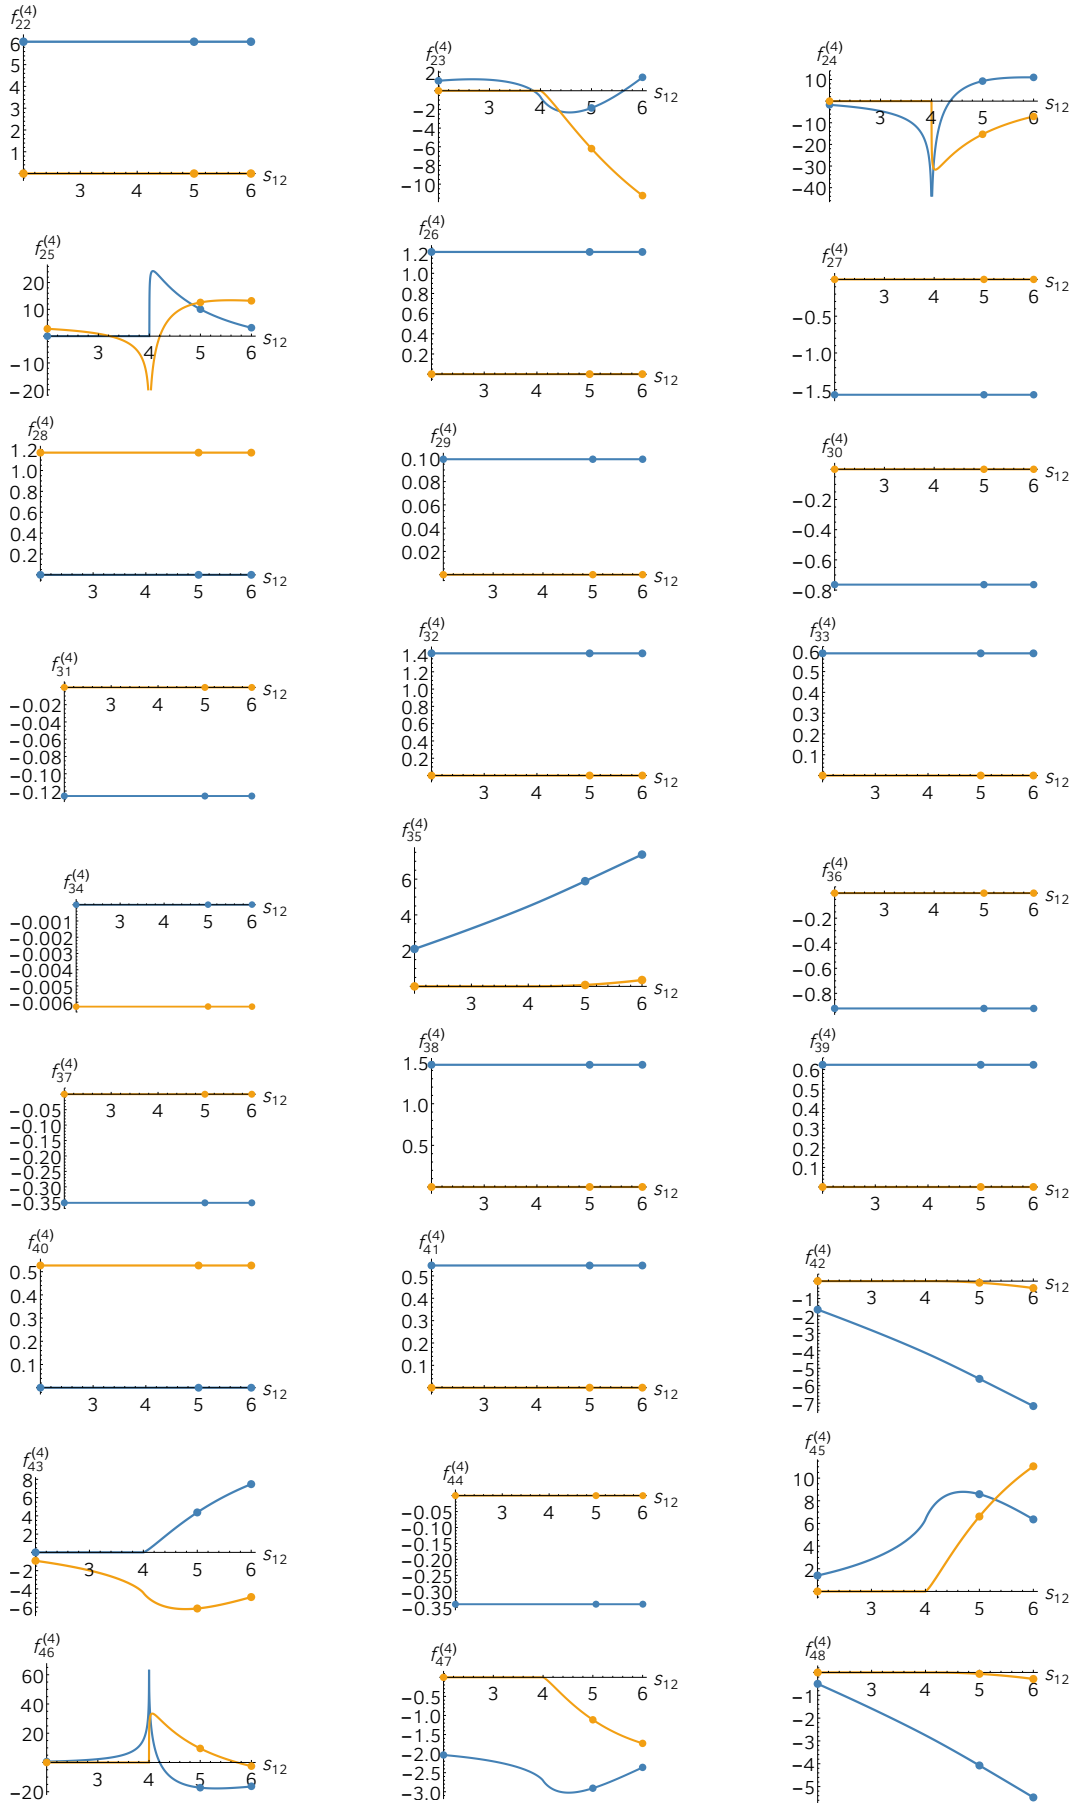 f_{22}^{(4)}
6
5
4
3
2
1
3 4 5 6 s_{12}
f_{23}^{(4)}
2
3 4 5 6 s_{12}
−2
−4
−6
−8
−10
f_{24}^{(4)}
10
3 4 5 6 s_{12}
−10
−20
−30
−40
f_{25}^{(4)}
20
10
3 4 5 6 s_{12}
−10
−20
f_{26}^{(4)}
1.2
1.0
0.8
0.6
0.4
0.2
3 4 5 6 s_{12}
f_{27}^{(4)}
3 4 5 6 s_{12}
−0.5
−1.0
−1.5
f_{28}^{(4)}
1.2
1.0
0.8
0.6
0.4
0.2
3 4 5 6 s_{12}
f_{29}^{(4)}
0.10
0.08
0.06
0.04
0.02
3 4 5 6 s_{12}
f_{30}^{(4)}
3 4 5 6 s_{12}
−0.2
−0.4
−0.6
−0.8
f_{31}^{(4)}
3 4 5 6 s_{12}
−0.02
−0.04
−0.06
−0.08
−0.10
−0.12
f_{32}^{(4)}
1.4
1.2
1.0
0.8
0.6
0.4
0.2
3 4 5 6 s_{12}
f_{33}^{(4)}
0.6
0.5
0.4
0.3
0.2
0.1
3 4 5 6 s_{12}
f_{34}^{(4)}
3 4 5 6 s_{12}
−0.001
−0.002
−0.003
−0.004
−0.005
−0.006
f_{35}^{(4)}
6
4
2
3 4 5 6 s_{12}
f_{36}^{(4)}
3 4 5 6 s_{12}
−0.2
−0.4
−0.6
−0.8
f_{37}^{(4)}
3 4 5 6 s_{12}
−0.05
−0.10
−0.15
−0.20
−0.25
−0.30
−0.35
f_{38}^{(4)}
1.5
1.0
0.5
3 4 5 6 s_{12}
f_{39}^{(4)}
0.6
0.5
0.4
0.3
0.2
0.1
3 4 5 6 s_{12}
f_{40}^{(4)}
0.5
0.4
0.3
0.2
0.1
3 4 5 6 s_{12}
f_{41}^{(4)}
0.5
0.4
0.3
0.2
0.1
3 4 5 6 s_{12}
f_{42}^{(4)}
3 4 5 6 s_{12}
−1
−2
−3
−4
−5
−6
−7
f_{43}^{(4)}
8
6
4
2
3 4 5 6 s_{12}
−2
−4
−6
f_{44}^{(4)}
3 4 5 6 s_{12}
−0.05
−0.10
−0.15
−0.20
−0.25
−0.30
−0.35
f_{45}^{(4)}
10
8
6
4
2
3 4 5 6 s_{12}
f_{46}^{(4)}
60
40
20
3 4 5 6 s_{12}
−20
f_{47}^{(4)}
3 4 5 6 s_{12}
−0.5
−1.0
−1.5
−2.0
−2.5
−3.0
f_{48}^{(4)}
3 4 5 6 s_{12}
−1
−2
−3
−4
−5